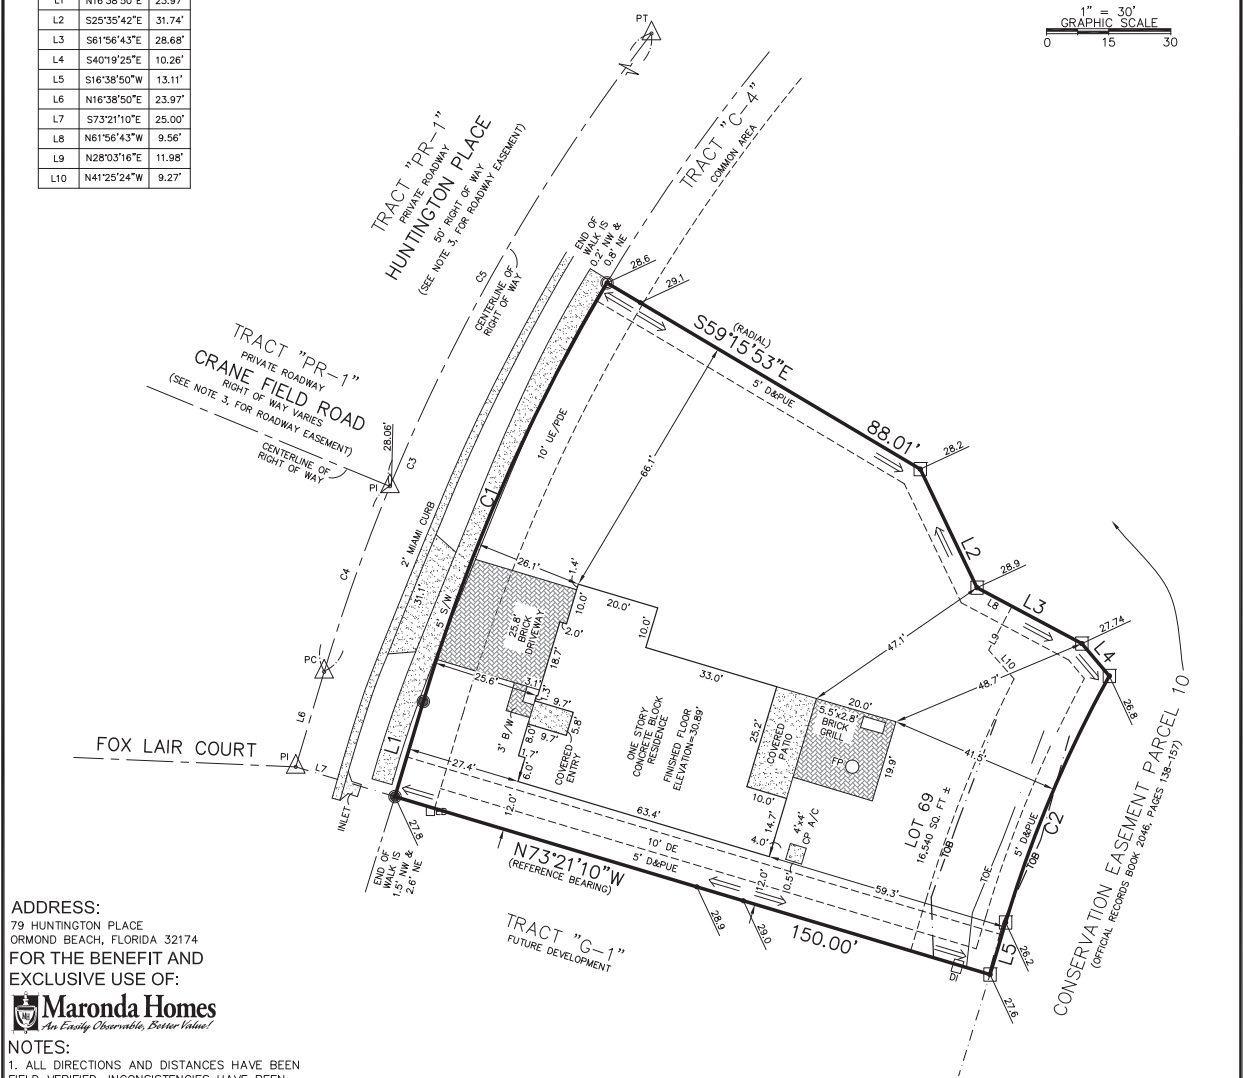 L1 N16°38'50"E 23.97'
L2 S25°35'42"E 31.74'
L3 S61°56'43"E 28.68'
L4 S40°19'25"E 10.26'
L5 S16°38'50"W 13.11'
L6 N16°38'50"E 23.97'
L7 S73°21'10"E 25.00'
L8 N61°56'43"W 9.56'
L9 N28°03'16"E 11.98'
L10 N41°25'24"W 9.27'
1" = 30'
GRAPHIC SCALE
0 15 30
PT
TRACT "PR-1"
PRIVATE ROADWAY
HUNTINGTON PLACE
50' RIGHT OF WAY
(SEE NOTE 3, FOR ROADWAY EASEMENT)
TRACT "C-4"
COMMON AREA
C5
CENTERLINE OF
RIGHT OF WAY
END OF
WALK IS
0.2' NW &
0.8' NE
28.6
29.1
(RADIAL)
S59°15'53"E
5' D&PUE
88.01'
28.2
TRACT "PR-1"
PRIVATE ROADWAY
CRANE FIELD ROAD
RIGHT OF WAY VARIES
(SEE NOTE 3, FOR ROADWAY EASEMENT)
CENTERLINE OF
RIGHT OF WAY
28.06'
PI
C3
C4
PC
L6
PI
L7
FOX LAIR COURT
2' MIAMI CURB
31.1'
5' S/W
C1
10' UE/PDE
66.1'
L2
28.9
L8
L3
L9
L10
27.74
L4
26.8
26.1'
1.4'
10.0'
20.0'
10.0'
2.0'
25.8'
BRICK
DRIVEWAY
18.7'
33.0'
47.1'
48.7'
25.6'
3.1'
1.3'
9.7'
5.8'
9.7'
3' B/W
8.0'
1.7'
6.0'
COVERED
ENTRY
ONE STORY
CONCRETE BLOCK
RESIDENCE
FINISHED FLOOR
ELEVATION=30.89'
25.2'
COVERED
PATIO
20.0'
5.5'x2.8'
BRICK
GRILL
FP
19.9'
41.5'
10.0'
14.7'
4.0'
4'x4'
CP A/C
L1
27.4'
12.0'
63.4'
12.0'
10.5'
59.3'
LOT 69
16,540 SQ. FT ±
TOB
TOE
5' D&PUE
TOB
C2
INLET
EB
27.8
END OF
WALK IS
1.5' NW &
2.6' NE
10' DE
5' D&PUE
N73°21'10"W
(REFERENCE BEARING)
150.00'
28.9
29.0
DI
L5
26.2
27.6
TRACT "G-1"
FUTURE DEVELOPMENT
CONSERVATION EASEMENT PARCEL 10
(OFFICIAL RECORDS BOOK 2046, PAGES 138-157)
ADDRESS:
79 HUNTINGTON PLACE
ORMOND BEACH, FLORIDA 32174
FOR THE BENEFIT AND
EXCLUSIVE USE OF:
Maronda Homes
An Easily Observable, Better Value!
NOTES:
1. ALL DIRECTIONS AND DISTANCES HAVE BEEN
FIELD VERIFIED. INCONSISTENCIES HAVE BEEN